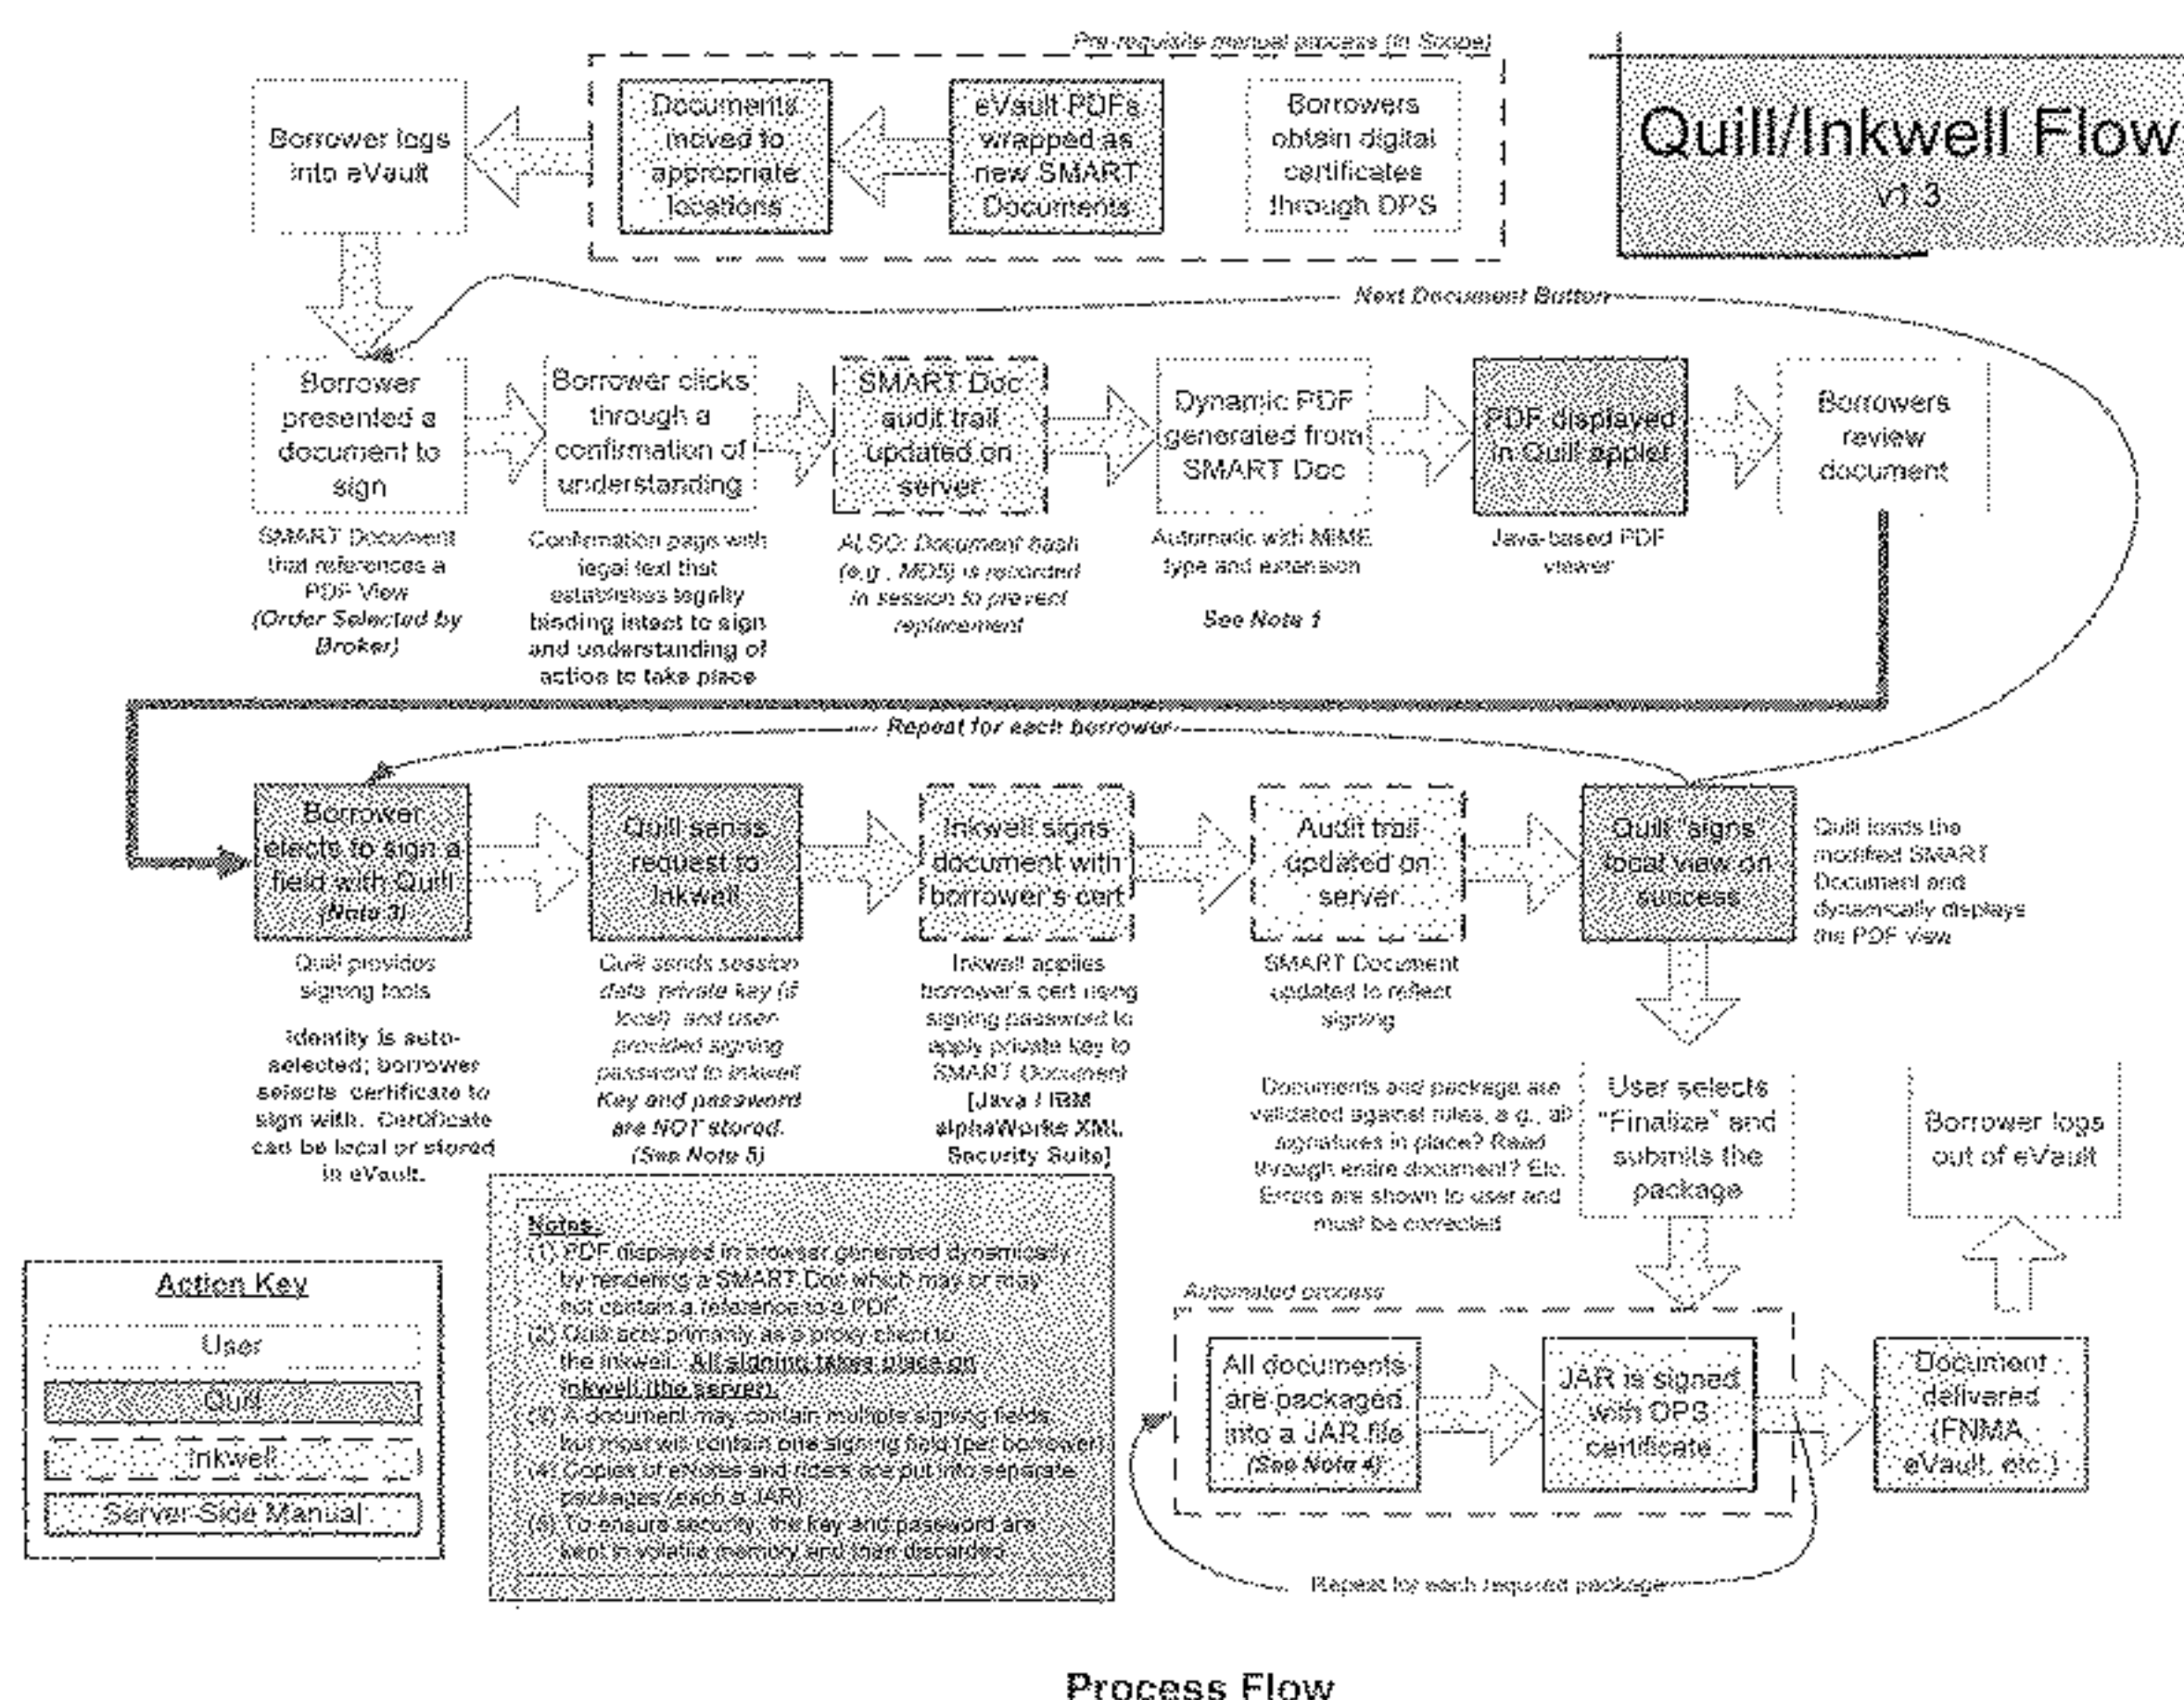 Pre-requisite manual process (In Scope)
Quill/Inkwell Flow
v1.3
Borrower logs
into eVault
Documents
moved to
appropriate
locations
eVault PDFs
wrapped as
new SMART
Documents
Borrowers
obtain digital
certificates
through DPS
Next Document Button
Borrower
presented a
document to
sign
Borrower clicks
through a
confirmation of
understanding
SMART Doc
audit trail
updated on
server
Dynamic PDF
generated from
SMART Doc
PDF displayed
in Quill applet
Borrowers
review
document
SMART Document
that references a
PDF View
(Order Selected by
Broker)
Confirmation page with
legal text that
establishes legally
binding intent to sign
and understanding of
action to take place
ALSO: Document hash
(e.g., MD5) is recorded
in session to prevent
replacement
Automatic with MIME
type and extension
See Note 1
Java-based PDF
viewer
Repeat for each borrower
Borrower
elects to sign a
field with Quill
(Note 3)
Quill sends
request to
Inkwell
Inkwell signs
document with
borrower's cert
Audit trail
updated on
server
Quill "signs"
local view on
success
Quill loads the
modified SMART
Document and
dynamically displays
the PDF view
Quill provides
signing tools
Identity is auto-
selected; borrower
selects certificate to
sign with. Certificate
can be local or stored
in eVault.
Quill sends session
data, private key (if
local), and user-
provided signing
password to Inkwell
Key and password
are NOT stored.
(See Note 5)
Inkwell applies
borrower's cert using
signing password to
apply private key to
SMART Document
[Java / IBM
alphaWorks XML
Security Suite]
SMART Document
updated to reflect
signing
Documents and package are
validated against rules, e.g., all
signatures in place? Read
through entire document? Etc.
Errors are shown to user and
must be corrected
User selects
"Finalize" and
submits the
package
Borrower logs
out of eVault
Notes:
(1) PDF displayed in browser generated dynamically
by rendering a SMART Doc which may or may
not contain a reference to a PDF.
(2) Quill acts primarily as a proxy client to
the Inkwell. All signing takes place on
Inkwell (the server).
(3) A document may contain multiple signing fields
but most will contain one signing field (per borrower)
(4) Copies of eNotes and riders are put into separate
packages (each a JAR)
(5) To ensure security, the key and password are
kept in volatile memory and then discarded
Action Key
User
Quill
Inkwell
Server-Side Manual
Automated process
All documents
are packaged
into a JAR file
(See Note 4)
JAR is signed
with DPS
certificate
Document
delivered
(FNMA,
eVault, etc.)
Repeat for each required package
Process Flow